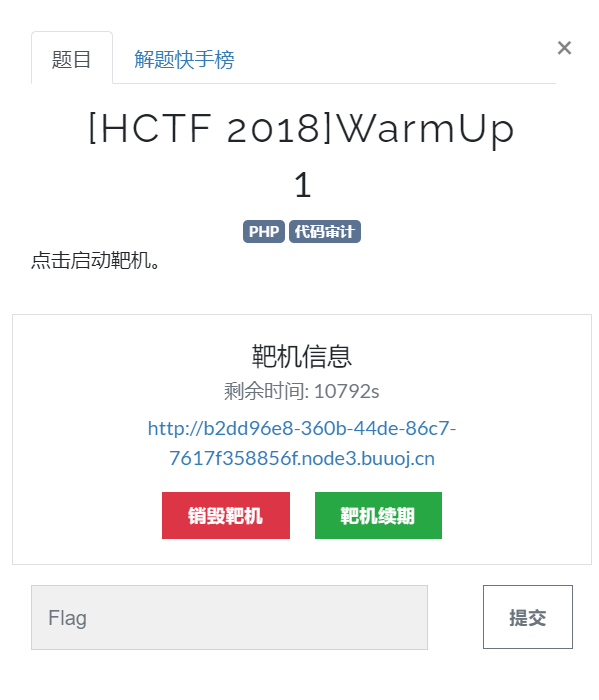 题目 解题快手榜 ×
[HCTF 2018]WarmUp
1
PHP 代码审计
点击启动靶机。
靶机信息
剩余时间: 10792s
http://b2dd96e8-360b-44de-86c7-
7617f358856f.node3.buuoj.cn
销毁靶机 靶机续期
Flag 提交